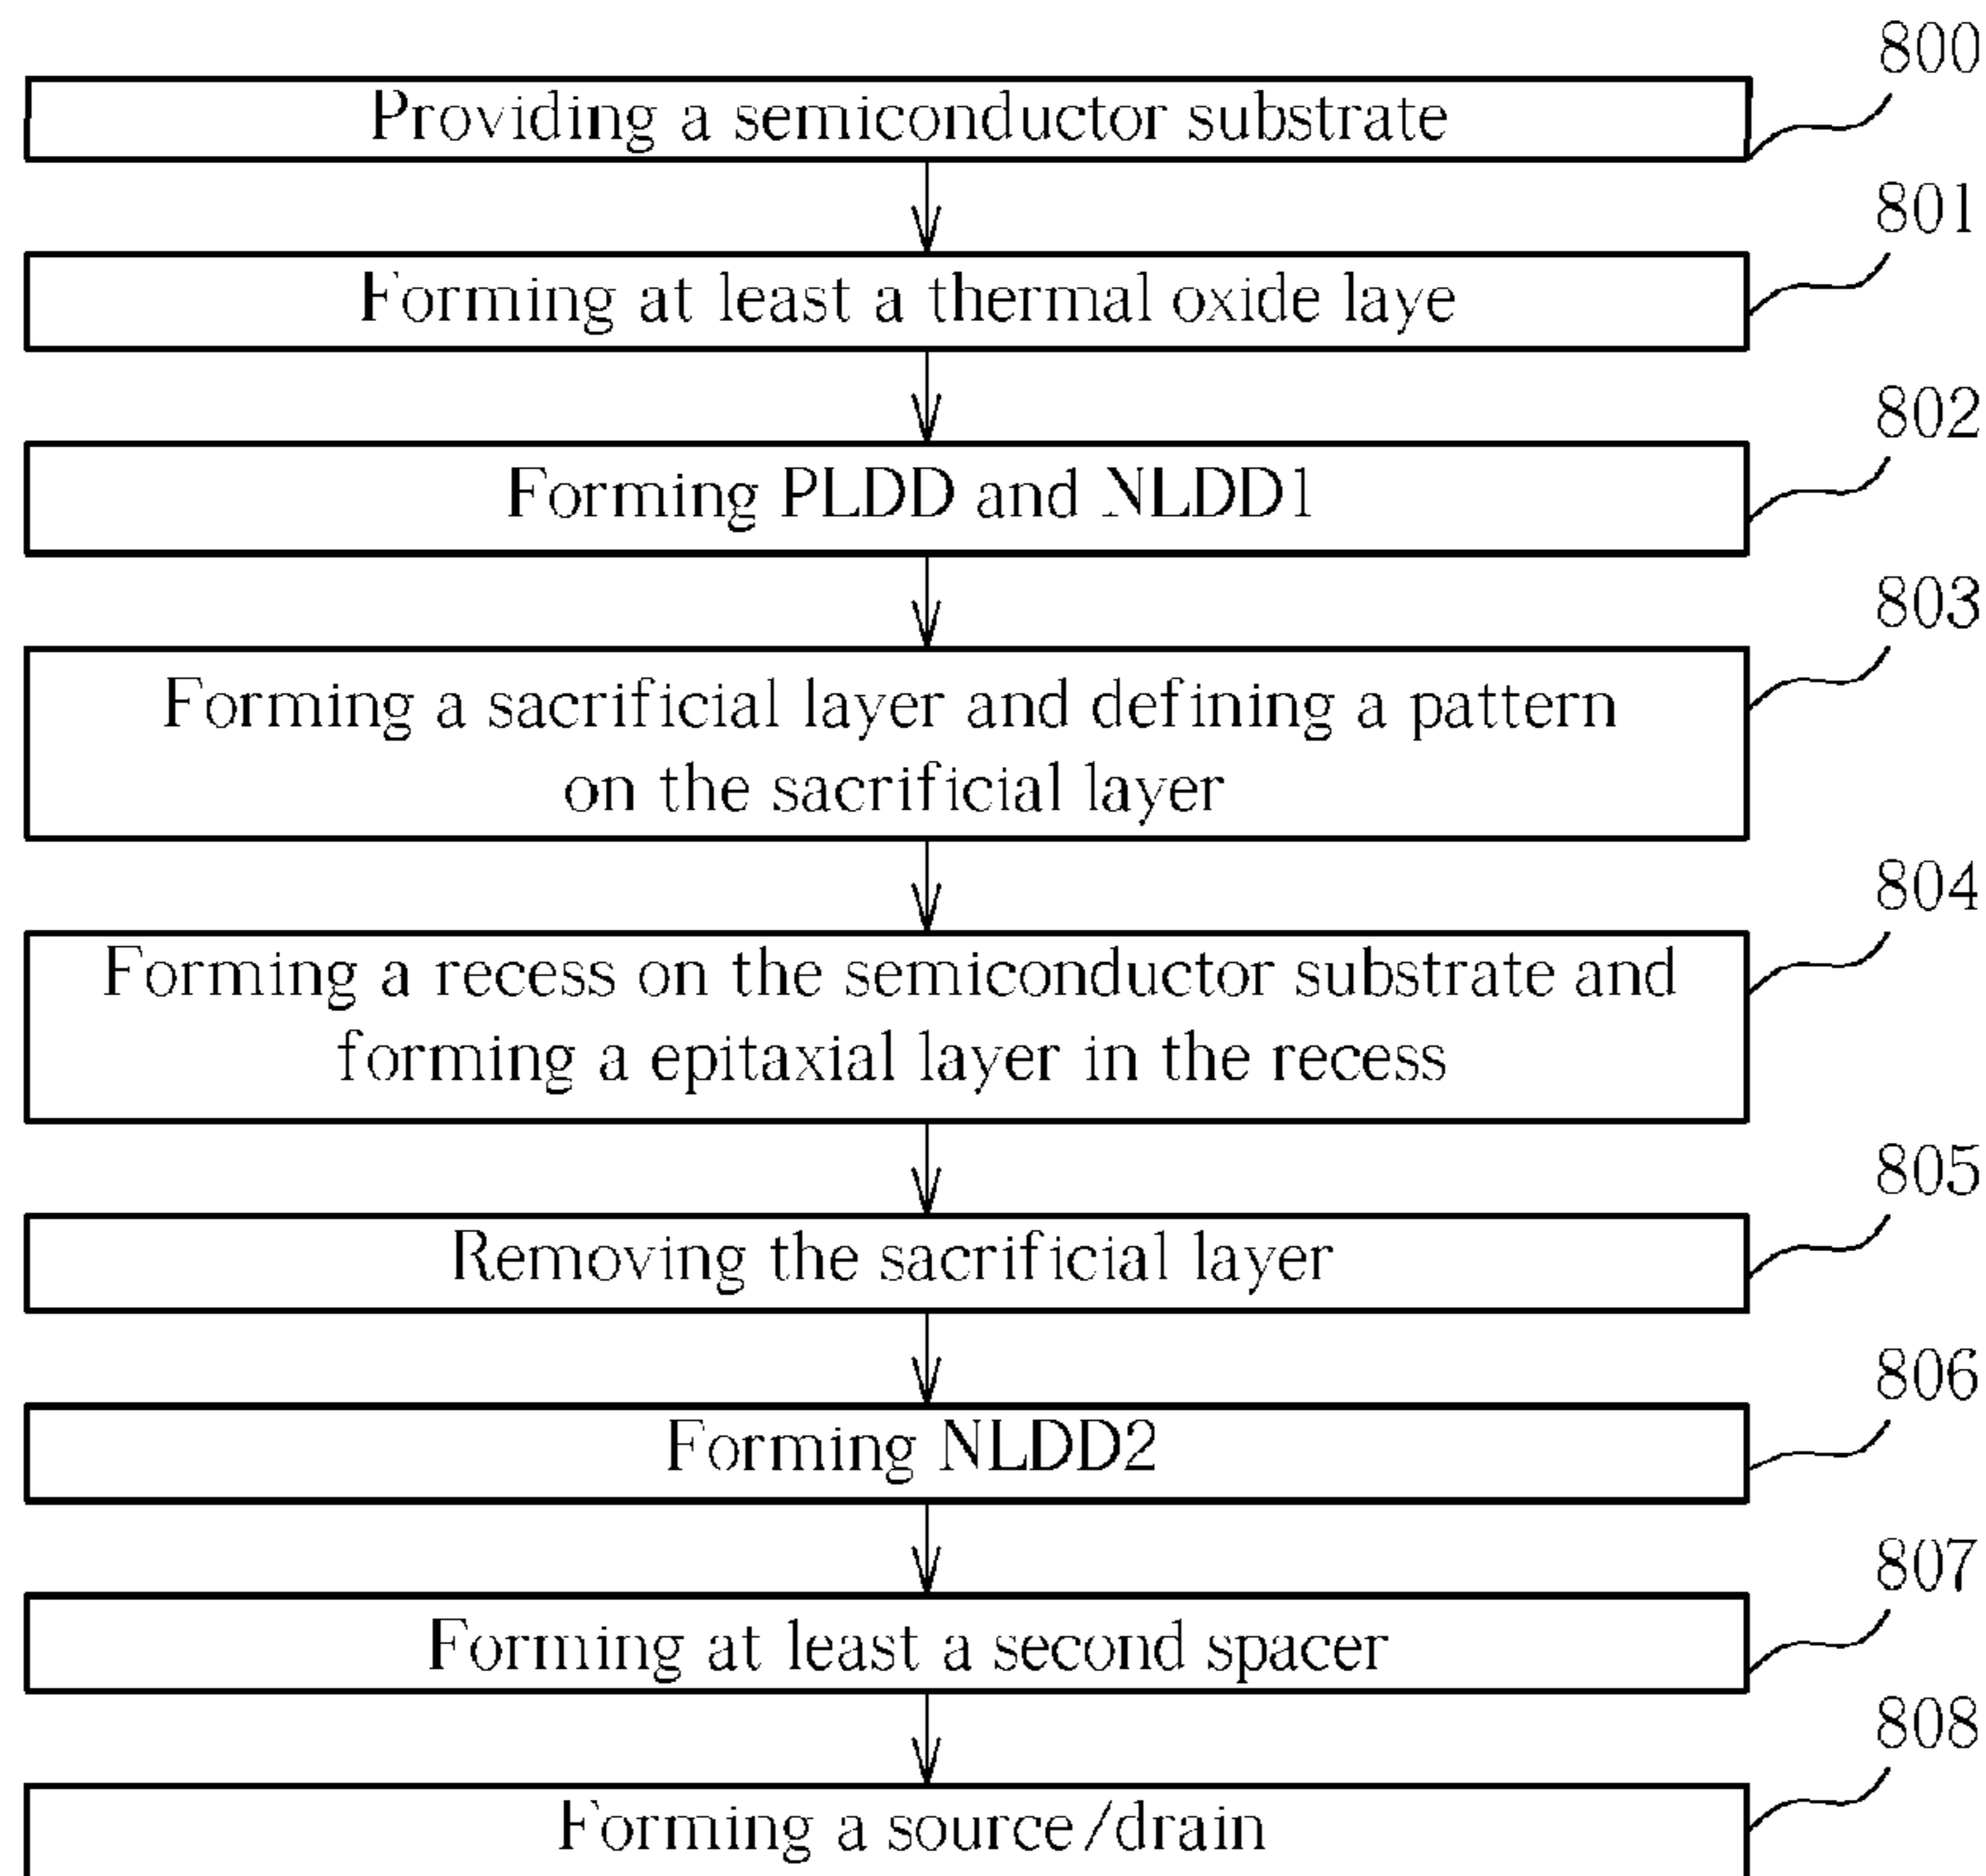 800
Providing a semiconductor substrate
801
Forming at least a thermal oxide laye
802
Forming PLDD and NLDD1
803
Forming a sacrificial layer and defining a pattern
on the sacrificial layer
804
Forming a recess on the semiconductor substrate and
forming a epitaxial layer in the recess
805
Removing the sacrificial layer
806
Forming NLDD2
807
Forming at least a second spacer
808
Forming a source/drain